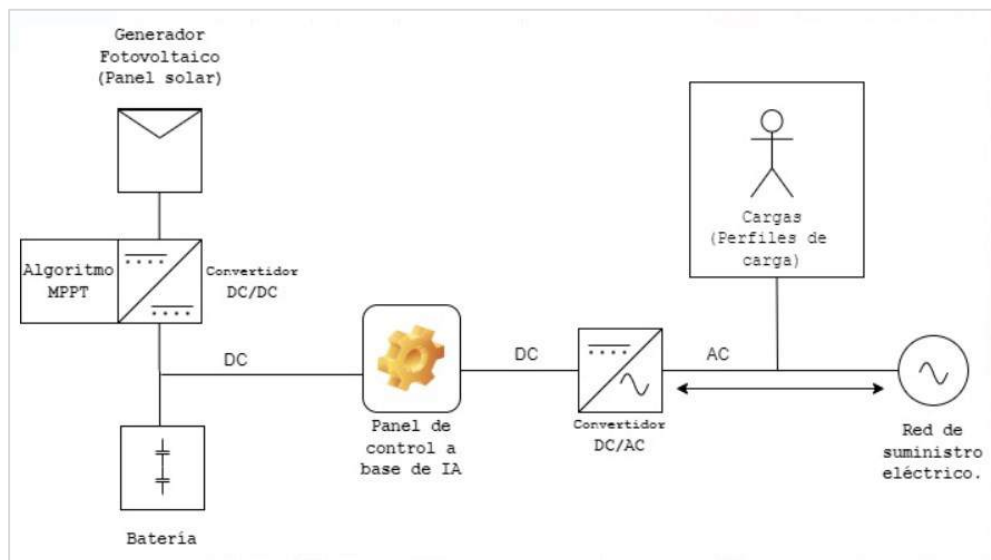 Generador
Fotovoltaico
(Panel solar)
Algoritmo
MPPT
Convertidor
DC/DC
DC
Batería
Panel de
control a
base de IA
DC
Convertidor
DC/AC
AC
Cargas
(Perfiles de
carga)
Red de
suministro
eléctrico.